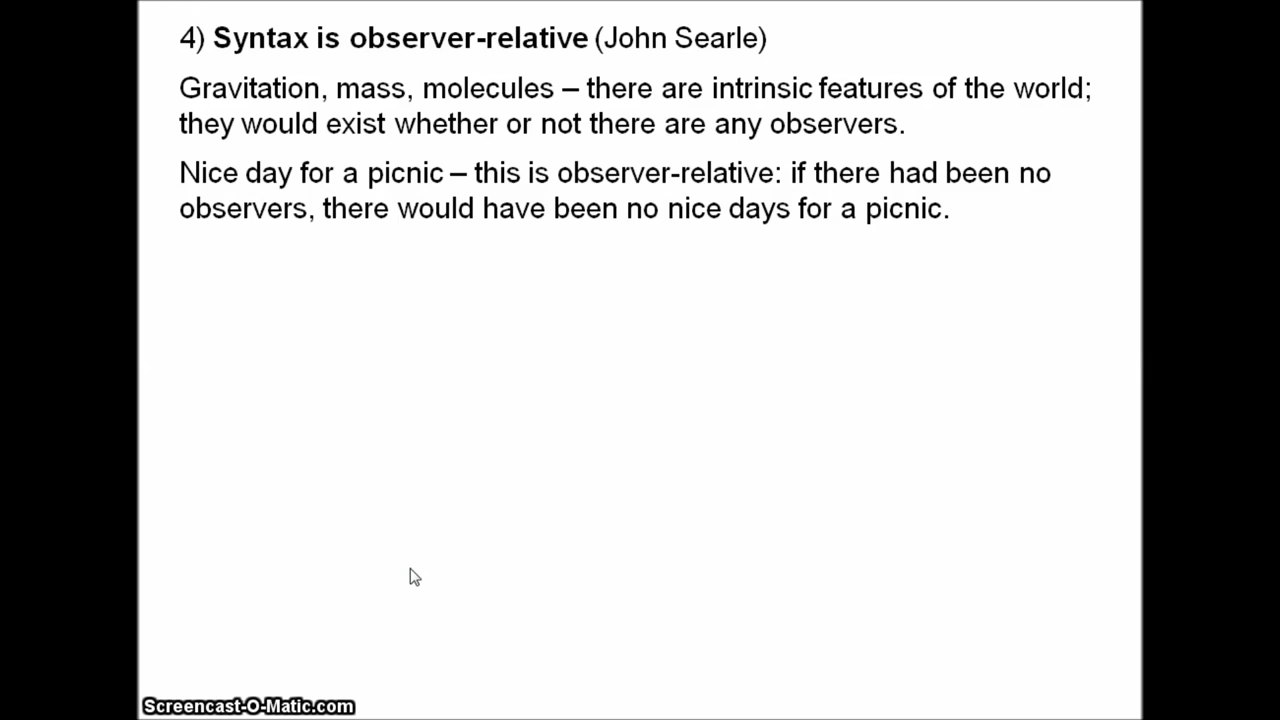 4) Syntax is observer-relative (John Searle)
Gravitation, mass, molecules – there are intrinsic features of the world;
they would exist whether or not there are any observers.
Nice day for a picnic – this is observer-relative: if there had been no
observers, there would have been no nice days for a picnic.
Screencast-O-Matic.com